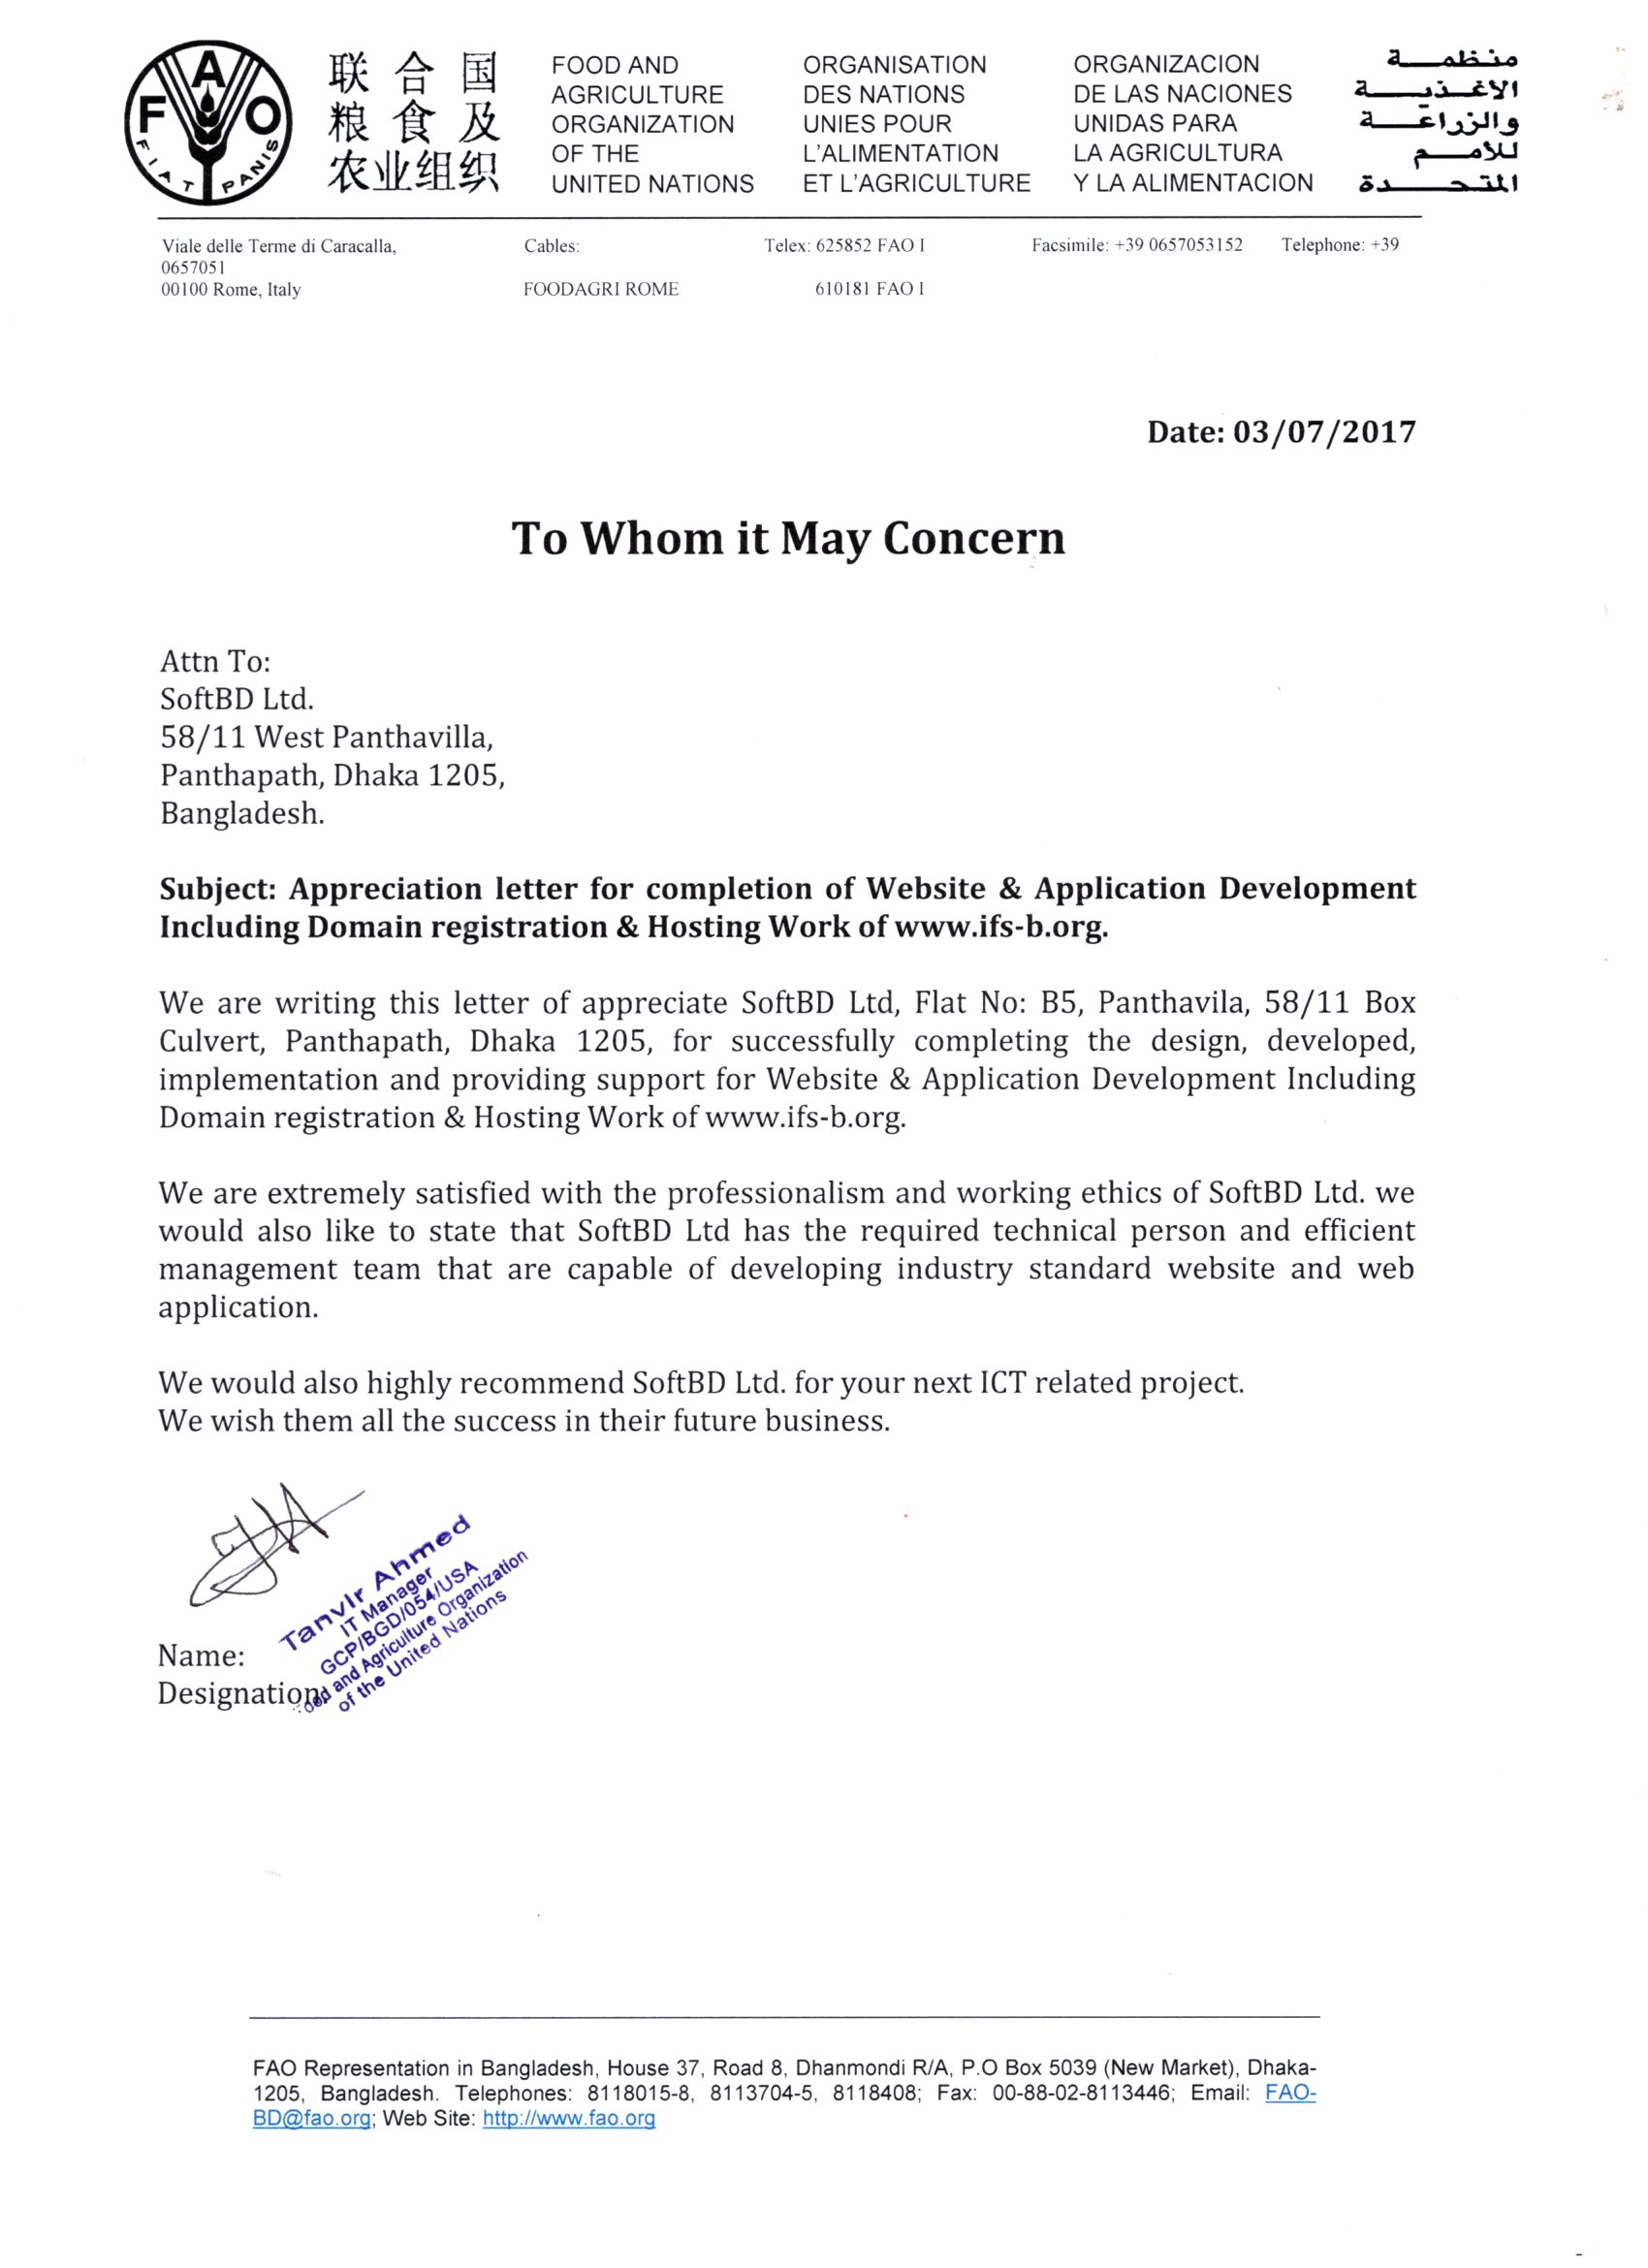 FAO
FIAT PANIS
联合国
粮食及
农业组织
FOOD AND
AGRICULTURE
ORGANIZATION
OF THE
UNITED NATIONS
ORGANISATION
DES NATIONS
UNIES POUR
L'ALIMENTATION
ET L'AGRICULTURE
ORGANIZACION
DE LAS NACIONES
UNIDAS PARA
LA AGRICULTURA
Y LA ALIMENTACION
منظمة
الاغذية
والزراعة
للأمم
المتحدة
Viale delle Terme di Caracalla, Cables: Telex: 625852 FAO I Facsimile: +39 0657053152 Telephone: +39
0657051
00100 Rome, Italy FOODAGRI ROME 610181 FAO I
Date: 03/07/2017
To Whom it May Concern
Attn To:
SoftBD Ltd.
58/11 West Panthavilla,
Panthapath, Dhaka 1205,
Bangladesh.
Subject: Appreciation letter for completion of Website & Application Development
Including Domain registration & Hosting Work of www.ifs-b.org.
We are writing this letter of appreciate SoftBD Ltd, Flat No: B5, Panthavila, 58/11 Box
Culvert, Panthapath, Dhaka 1205, for successfully completing the design, developed,
implementation and providing support for Website & Application Development Including
Domain registration & Hosting Work of www.ifs-b.org.
We are extremely satisfied with the professionalism and working ethics of SoftBD Ltd. we
would also like to state that SoftBD Ltd has the required technical person and efficient
management team that are capable of developing industry standard website and web
application.
We would also highly recommend SoftBD Ltd. for your next ICT related project.
We wish them all the success in their future business.
Tanvir Ahmed
IT Manager
GCP/BGD/054/USA
and Agriculture Organization
of the United Nations
Name:
Designation:
FAO Representation in Bangladesh, House 37, Road 8, Dhanmondi R/A, P.O Box 5039 (New Market), Dhaka-
1205, Bangladesh. Telephones: 8118015-8, 8113704-5, 8118408; Fax: 00-88-02-8113446; Email: FAO-
BD@fao.org; Web Site: http://www.fao.org